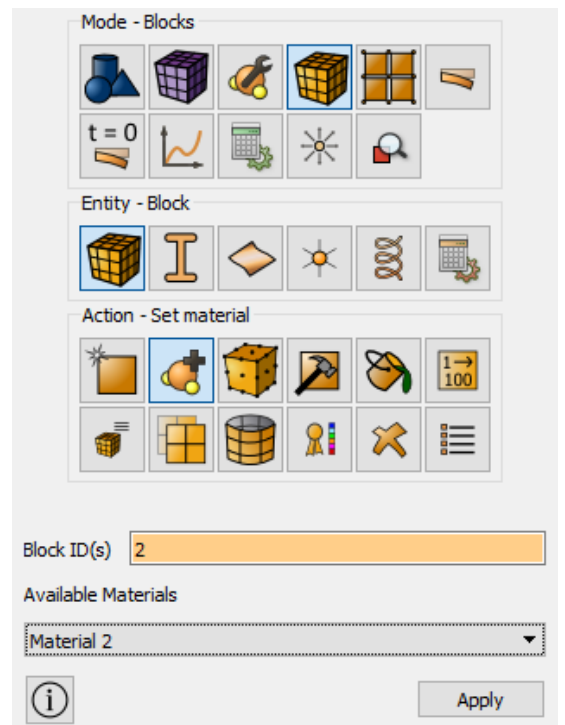 Mode - Blocks
t = 0
Entity - Block
Action - Set material
1→
100
Block ID(s) 2
Available Materials
Material 2
i Apply